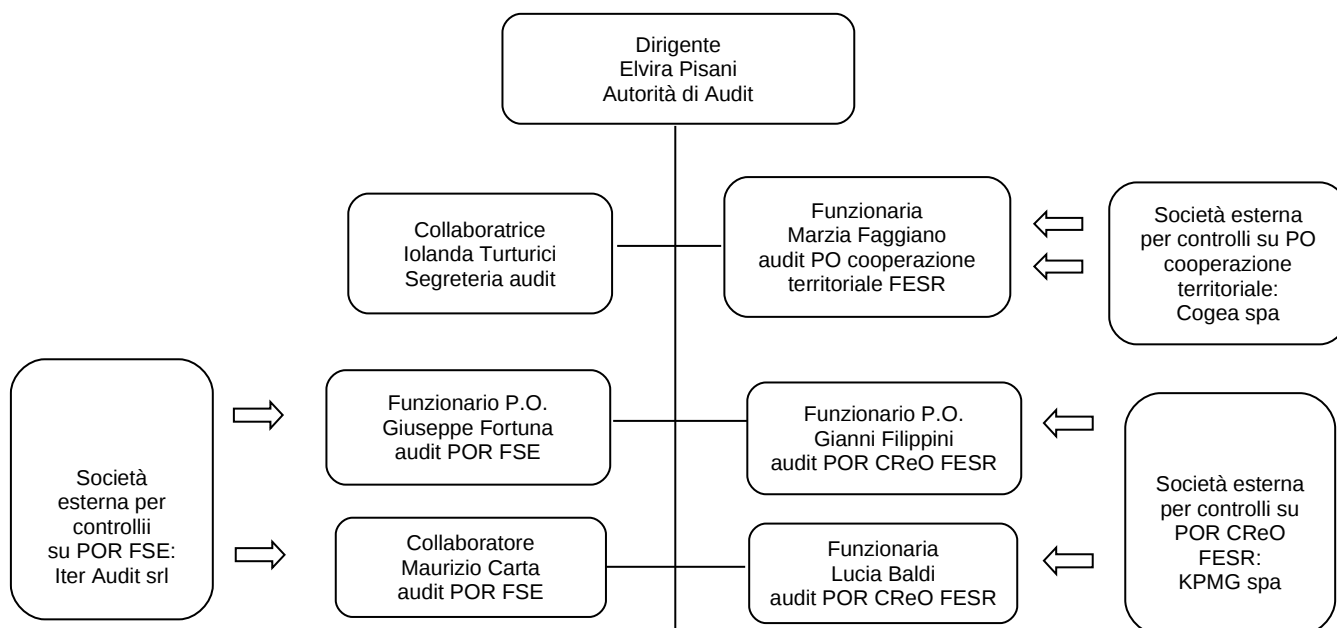 Dirigente
Elvira Pisani
Autorità di Audit
Collaboratrice
Iolanda Turturici
Segreteria audit
Funzionaria
Marzia Faggiano
audit PO cooperazione
territoriale FESR
Società esterna
per controlli su PO
cooperazione
territoriale:
Cogea spa
Società
esterna per
controllii
su POR FSE:
Iter Audit srl
Funzionario P.O.
Giuseppe Fortuna
audit POR FSE
Funzionario P.O.
Gianni Filippini
audit POR CReO FESR
Società esterna
per controlli su
POR CReO
FESR:
KPMG spa
Collaboratore
Maurizio Carta
audit POR FSE
Funzionaria
Lucia Baldi
audit POR CReO FESR